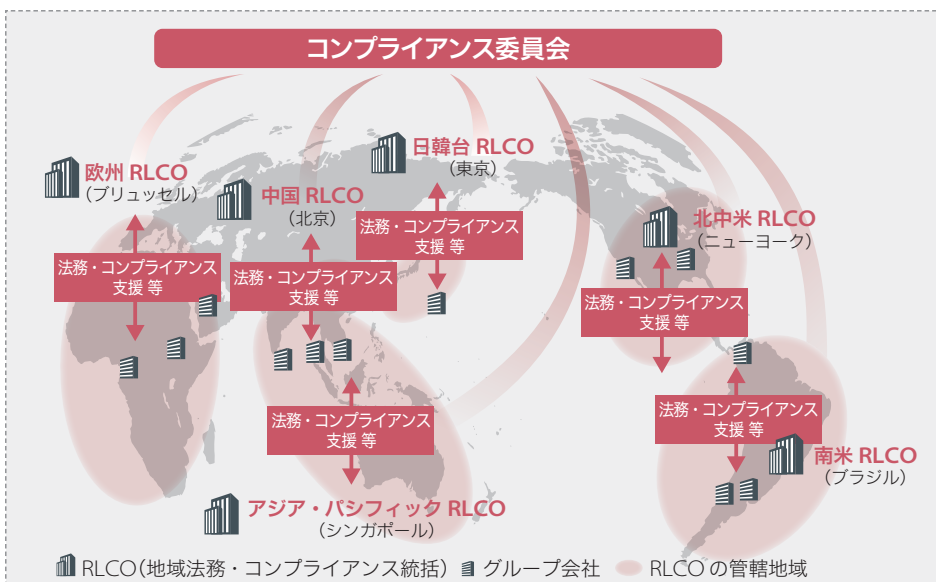 コンプライアンス委員会
欧州 RLCO
(ブリュッセル)
法務・コンプライアンス
支援 等
中国 RLCO
(北京)
法務・コンプライアンス
支援 等
日韓台 RLCO
(東京)
法務・コンプライアンス
支援 等
北中米 RLCO
(ニューヨーク)
法務・コンプライアンス
支援 等
法務・コンプライアンス
支援 等
アジア・パシフィック RLCO
(シンガポール)
法務・コンプライアンス
支援 等
南米 RLCO
(ブラジル)
RLCO(地域法務・コンプライアンス統括) グループ会社 RLCOの管轄地域